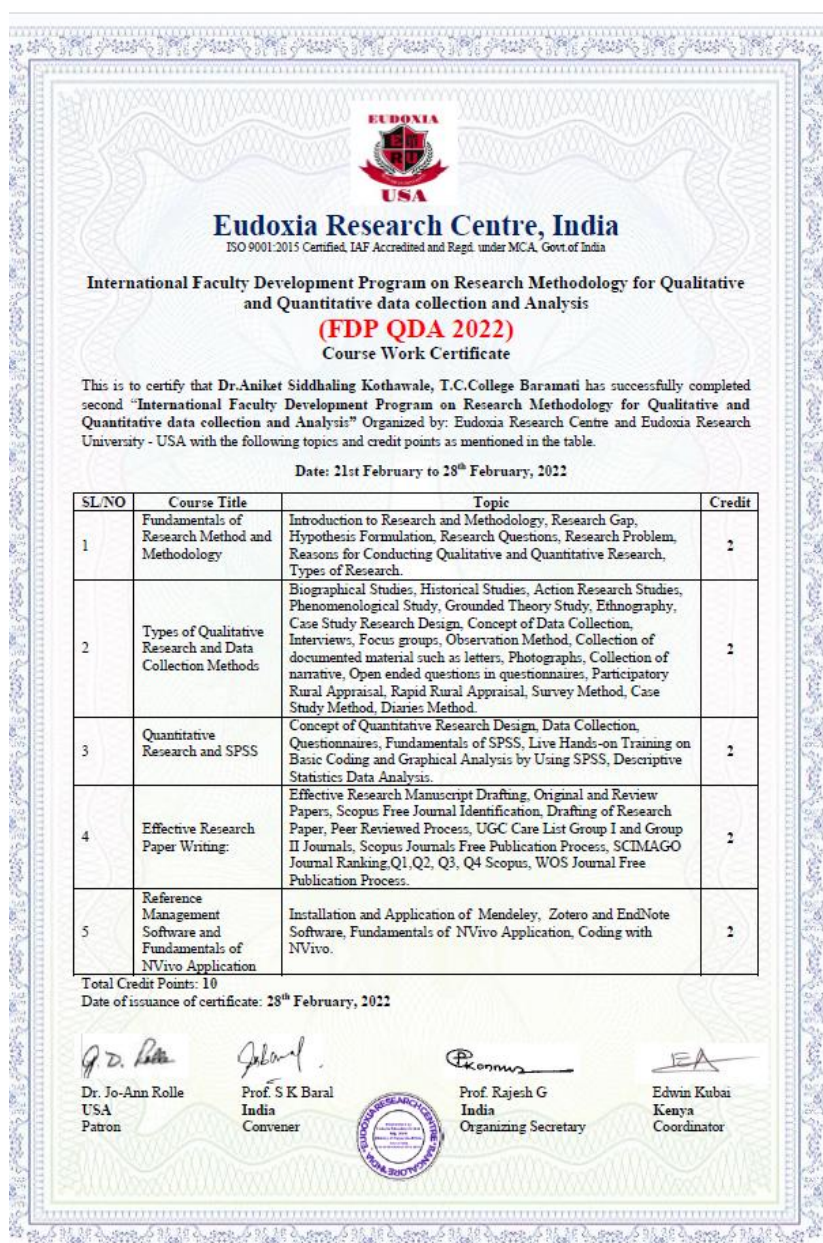 EUDOXIA
ERU
USA
Eudoxia Research Centre, India
ISO 9001:2015 Certified, IAF Accredited and Regd. under MCA, Govt.of India
International Faculty Development Program on Research Methodology for Qualitative
and Quantitative data collection and Analysis
(FDP QDA 2022)
Course Work Certificate
This is to certify that Dr.Aniket Siddhaling Kothawale, T.C.College Baramati has successfully completed
second “International Faculty Development Program on Research Methodology for Qualitative and
Quantitative data collection and Analysis” Organized by: Eudoxia Research Centre and Eudoxia Research
University - USA with the following topics and credit points as mentioned in the table.
Date: 21st February to 28th February, 2022
SL/NO Course Title Topic Credit
1
Fundamentals of
Research Method and
Methodology
Introduction to Research and Methodology, Research Gap,
Hypothesis Formulation, Research Questions, Research Problem,
Reasons for Conducting Qualitative and Quantitative Research,
Types of Research.
2
2
Types of Qualitative
Research and Data
Collection Methods
Biographical Studies, Historical Studies, Action Research Studies,
Phenomenological Study, Grounded Theory Study, Ethnography,
Case Study Research Design, Concept of Data Collection,
Interviews, Focus groups, Observation Method, Collection of
documented material such as letters, Photographs, Collection of
narrative, Open ended questions in questionnaires, Participatory
Rural Appraisal, Rapid Rural Appraisal, Survey Method, Case
Study Method, Diaries Method.
2
3
Quantitative
Research and SPSS
Concept of Quantitative Research Design, Data Collection,
Questionnaires, Fundamentals of SPSS, Live Hands-on Training on
Basic Coding and Graphical Analysis by Using SPSS, Descriptive
Statistics Data Analysis.
2
4
Effective Research
Paper Writing:
Effective Research Manuscript Drafting, Original and Review
Papers, Scopus Free Journal Identification, Drafting of Research
Paper, Peer Reviewed Process, UGC Care List Group I and Group
II Journals, Scopus Journals Free Publication Process, SCIMAGO
Journal Ranking,Q1,Q2, Q3, Q4 Scopus, WOS Journal Free
Publication Process.
2
5
Reference
Management
Software and
Fundamentals of
NVivo Application
Installation and Application of Mendeley, Zotero and EndNote
Software, Fundamentals of NVivo Application, Coding with
NVivo.
2
Total Credit Points: 10
Date of issuance of certificate: 28th February, 2022
Dr. Jo-Ann Rolle
USA
Patron
Prof. S K Baral
India
Convener
EUDOXIA RESEARCH CENTRE
BANGALORE INDIA
Prof. Rajesh G
India
Organizing Secretary
Edwin Kubai
Kenya
Coordinator